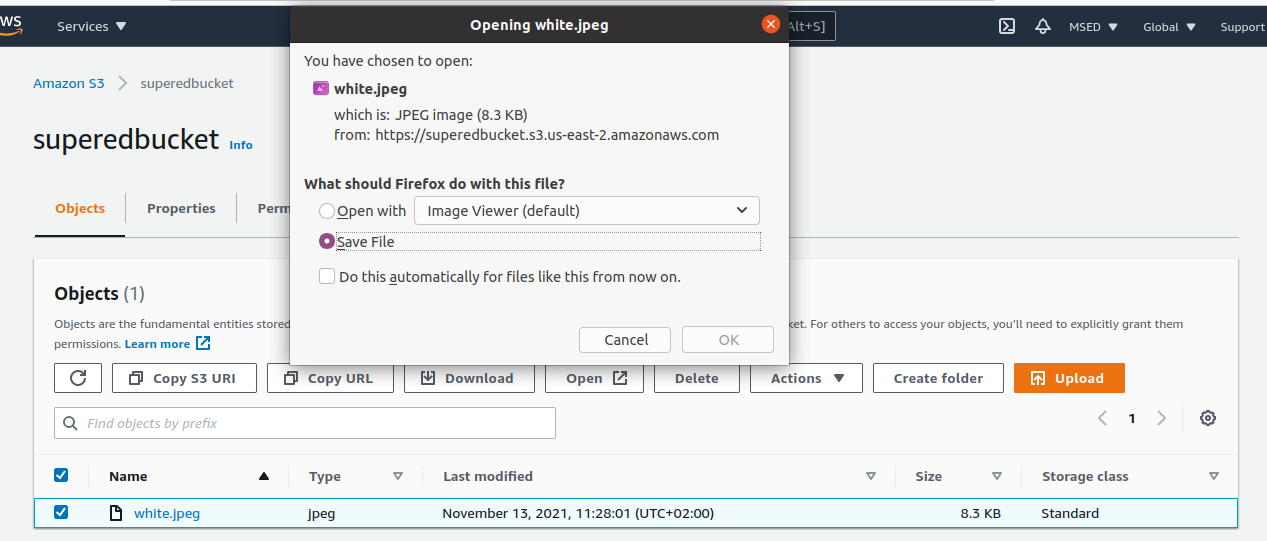 WS
Services
Alt+S]
MSED
Global
Support
Opening white.jpeg
You have chosen to open:
white.jpeg
which is: JPEG image (8.3 KB)
from: https://superedbucket.s3.us-east-2.amazonaws.com
What should Firefox do with this file?
Open with
Image Viewer (default)
Save File
Do this automatically for files like this from now on.
Cancel
OK
Amazon S3
superedbucket
superedbucket
Info
Objects
Properties
Perm
Objects (1)
Objects are the fundamental entities stored
ket. For others to access your objects, you'll need to explicitly grant them
permissions. Learn more
Copy S3 URI
Copy URL
Download
Open
Delete
Actions
Create folder
Upload
Find objects by prefix
1
Name
Type
Last modified
Size
Storage class
white.jpeg
jpeg
November 13, 2021, 11:28:01 (UTC+02:00)
8.3 KB
Standard